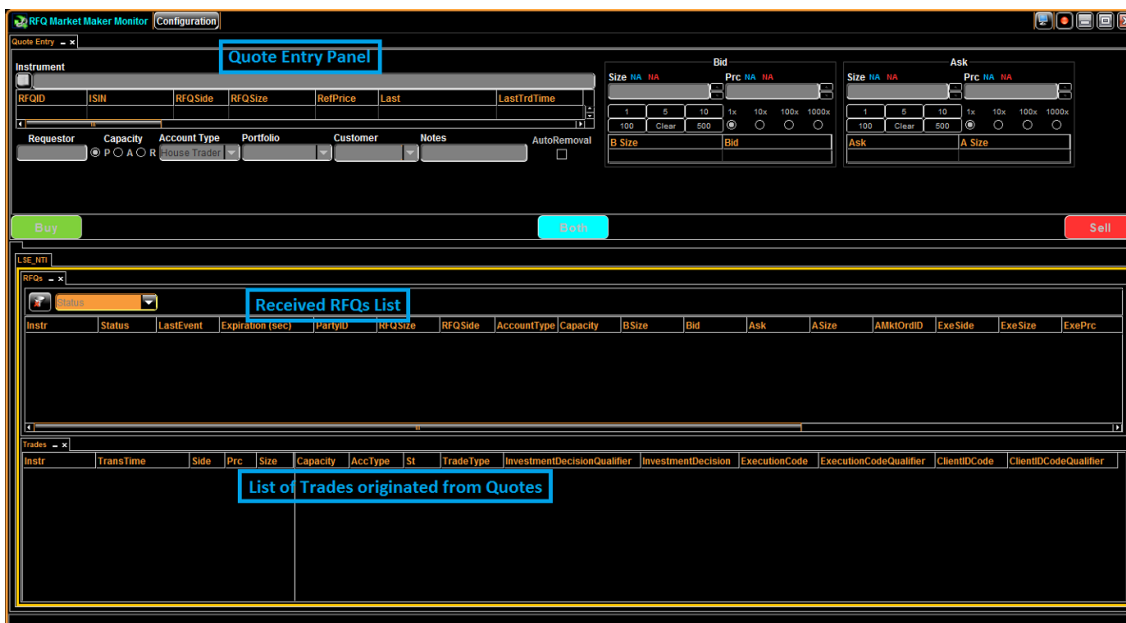 RFQ Market Maker Monitor Configuration
Quote Entry
Quote Entry Panel
Instrument
RFQID ISIN RFQSide RFQSize RefPrice Last LastTrdTime
Requestor Capacity Account Type Portfolio Customer Notes AutoRemoval
P A R House Trader
Bid
Size NA NA Prc NA NA
1 5 10 1x 10x 100x 1000x
100 Clear 500
B Size Bid
Ask
Size NA NA Prc NA NA
1 5 10 1x 10x 100x 1000x
100 Clear 500
Ask A Size
Buy Both Sell
LSE_NTI
RFQs
Status
Received RFQs List
Instr Status LastEvent Expiration (sec) PartyID RFQSize RFQSide AccountType Capacity BSize Bid Ask ASize AMktOrdID ExeSide ExeSize ExePrc
Trades
Instr TransTime Side Prc Size Capacity AccType St TradeType InvestmentDecisionQualifier InvestmentDecision ExecutionCode ExecutionCodeQualifier ClientIDCode ClientIDCodeQualifier
List of Trades originated from Quotes